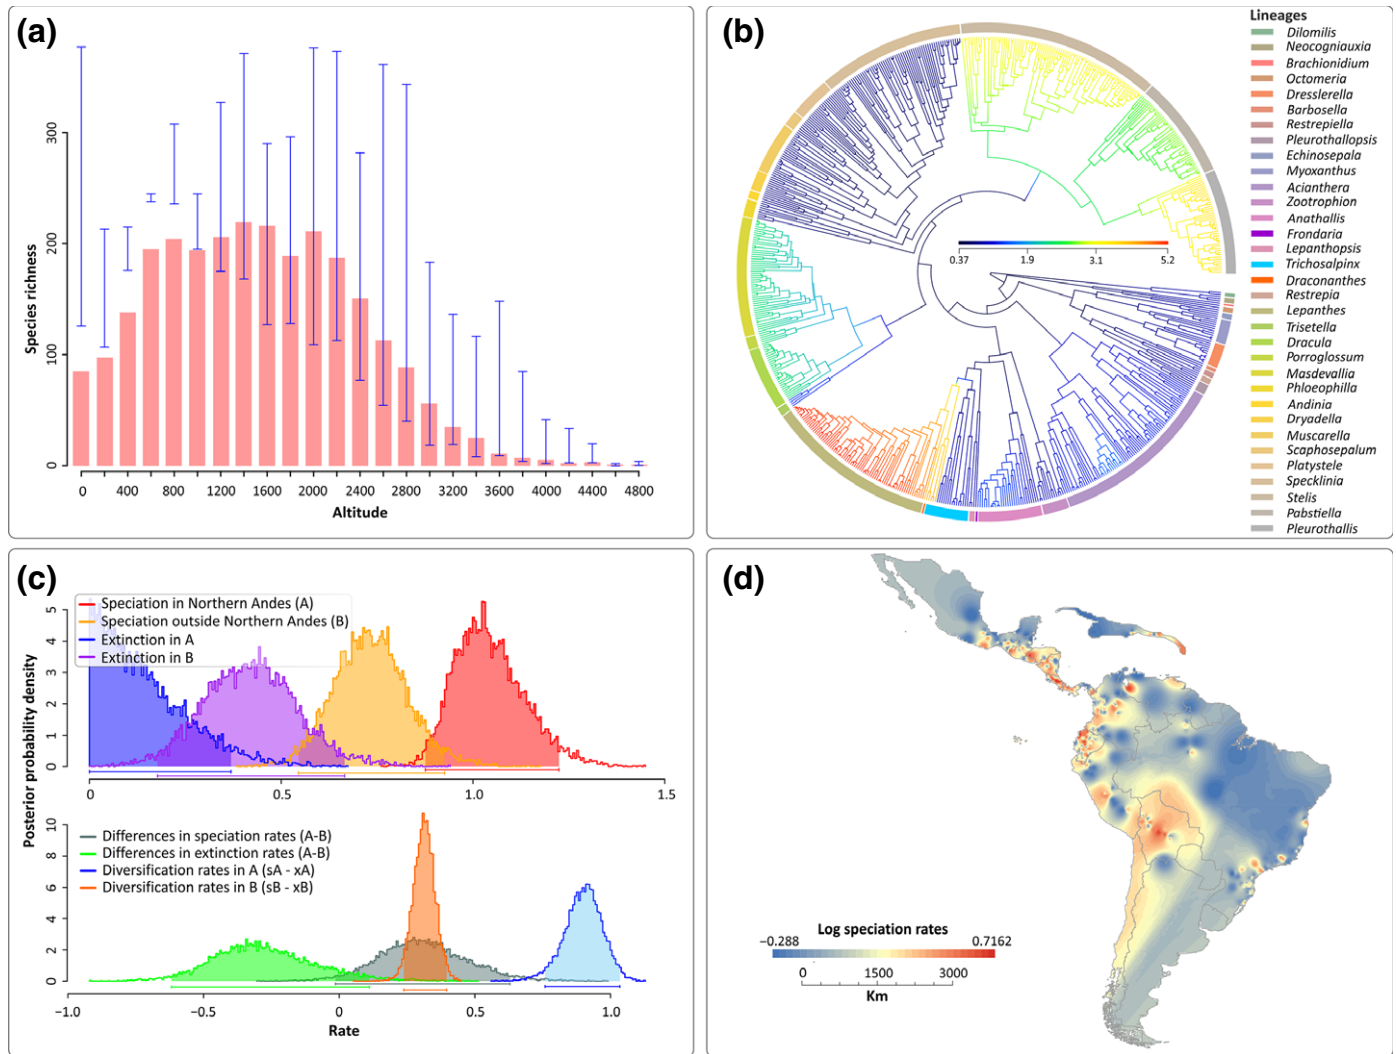 (a)
Species richness
300
200
100
0
0 400 800 1200 1600 2000 2400 2800 3200 3600 4000 4400 4800
Altitude
(b)
0.37 1.9 3.1 5.2
Lineages
Dilomilis
Neocogniauxia
Brachionidium
Octomeria
Dresslerella
Barbosella
Restrepiella
Pleurothallopsis
Echinosepala
Myoxanthus
Acianthera
Zootrophion
Anathallis
Frondaria
Lepanthopsis
Trichosalpinx
Draconanthes
Restrepia
Lepanthes
Trisetella
Dracula
Porroglossum
Masdevallia
Phloeophilla
Andinia
Dryadella
Muscarella
Scaphosepalum
Platystele
Specklinia
Stelis
Pabstiella
Pleurothallis
(c)
Posterior probability density
5
4
3
2
1
0
Speciation in Northern Andes (A)
Speciation outside Northern Andes (B)
Extinction in A
Extinction in B
0 0.5 1.0 1.5
10
8
6
4
2
0
Differences in speciation rates (A-B)
Differences in extinction rates (A-B)
Diversification rates in A (sA - xA)
Diversification rates in B (sB - xB)
−1.0 −0.5 0 0.5 1.0
Rate
(d)
Log speciation rates
−0.288 0.7162
0 1500 3000
Km